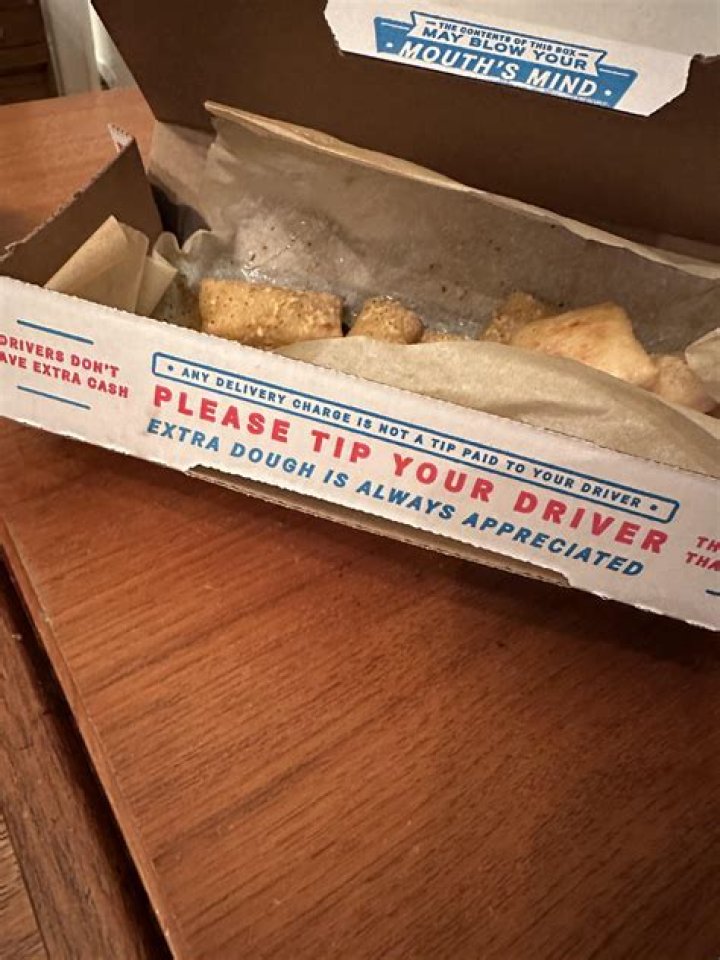 THE CONTENTS OF THIS BOX
MAY BLOW YOUR
• MOUTH'S MIND •
DRIVERS DON'T
AVE EXTRA CASH
• ANY DELIVERY CHARGE IS NOT A TIP PAID TO YOUR DRIVER •
PLEASE TIP YOUR DRIVER
EXTRA DOUGH IS ALWAYS APPRECIATED
TH
THA